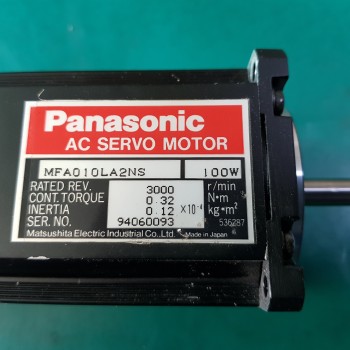 Panasonic
AC SERVO MOTOR
MFA010LA2NS 100W
RATED REV. 3000 r/min
CONT.TORQUE 0.32 N•m
INERTIA 0.12 ×10⁻⁴ kg•m²
SER. NO. 94060093 536287
Matsushita Electric Industrial Co.,Ltd. Made in Japan